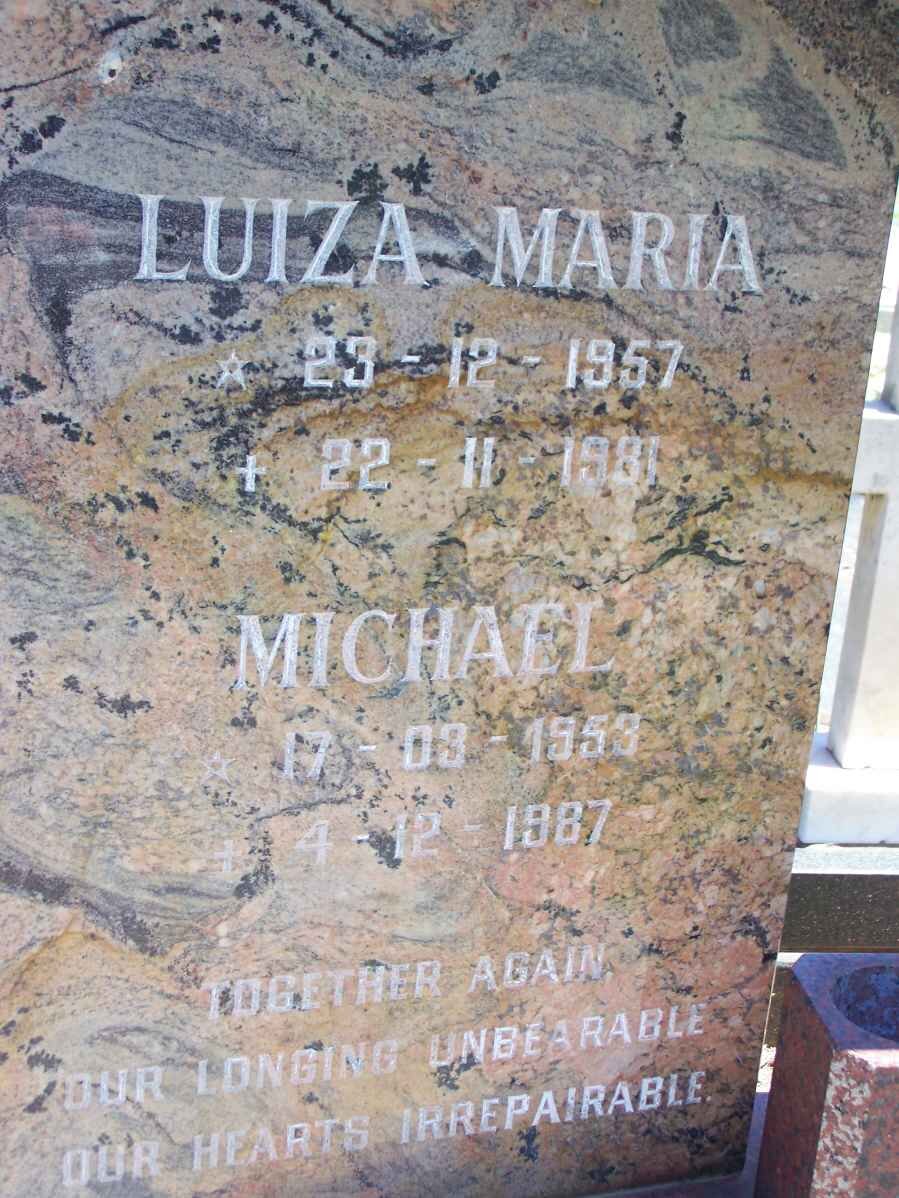 LUIZA MARIA
☆ 23 - 12 - 1957
✝ 22 - 11 - 1981
MICHAEL
☆ 17 - 03 - 1953
✝ 4 - 12 - 1987
TOGETHER AGAIN
OUR LONGING UNBEARABLE
OUR HEARTS IRREPAIRABLE.